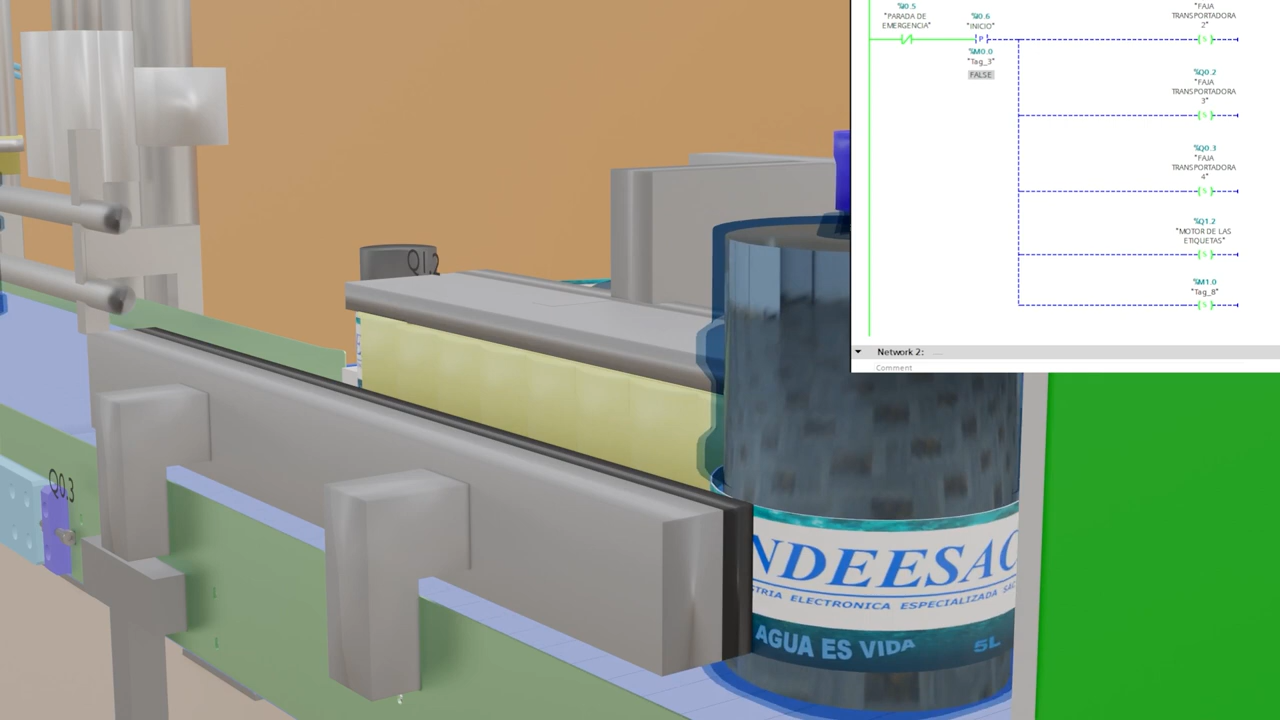 %I0.5
"PARADA DE
EMERGENCIA"
%I0.6
"INICIO"
P
%M0.0
"Tag_3"
FALSE
"FAJA
TRANSPORTADORA
2"
S
%Q0.2
"FAJA
TRANSPORTADORA
3"
S
%Q0.3
"FAJA
TRANSPORTADORA
4"
S
%Q1.2
"MOTOR DE LAS
ETIQUETAS"
S
%M1.0
"Tag_8"
S
Network 2:
Comment
Q1.2
Q0.3
NDEESAC
STRIA ELECTRONICA ESPECIALIZADA SAC
AGUA ES VIDA 5L